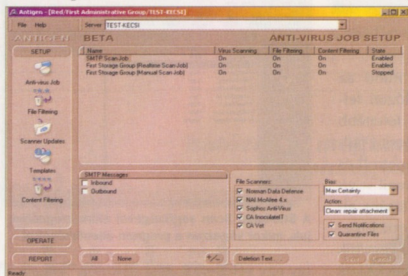 Antigen - [Red/First Administrative Group/TEST-KECSI]
File Help
Server TEST-KECSI
ANTIGEN BETA ANTI-VIRUS JOB SETUP
SETUP
Anti-virus Job
File Filtering
Scanner Updates
Templates
Content Filtering
OPERATE
REPORT
Name Virus Scanning File Filtering Content Filtering State
SMTP Scan Job On On On Enabled
First Storage Group (Realtime Scan Job) On On On Enabled
First Storage Group (Manual Scan Job) On On On Stopped
SMTP Messages
Inbound
Outbound
File Scanners
Norman Data Defense
NAI McAfee 4.x
Sophos AntiVirus
CA InoculateIT
CA Vet
Bias
Max Certainty
Action
Clean: repair attachment
Send Notifications
Quarantine Files
All None
Deletion Text
Ready